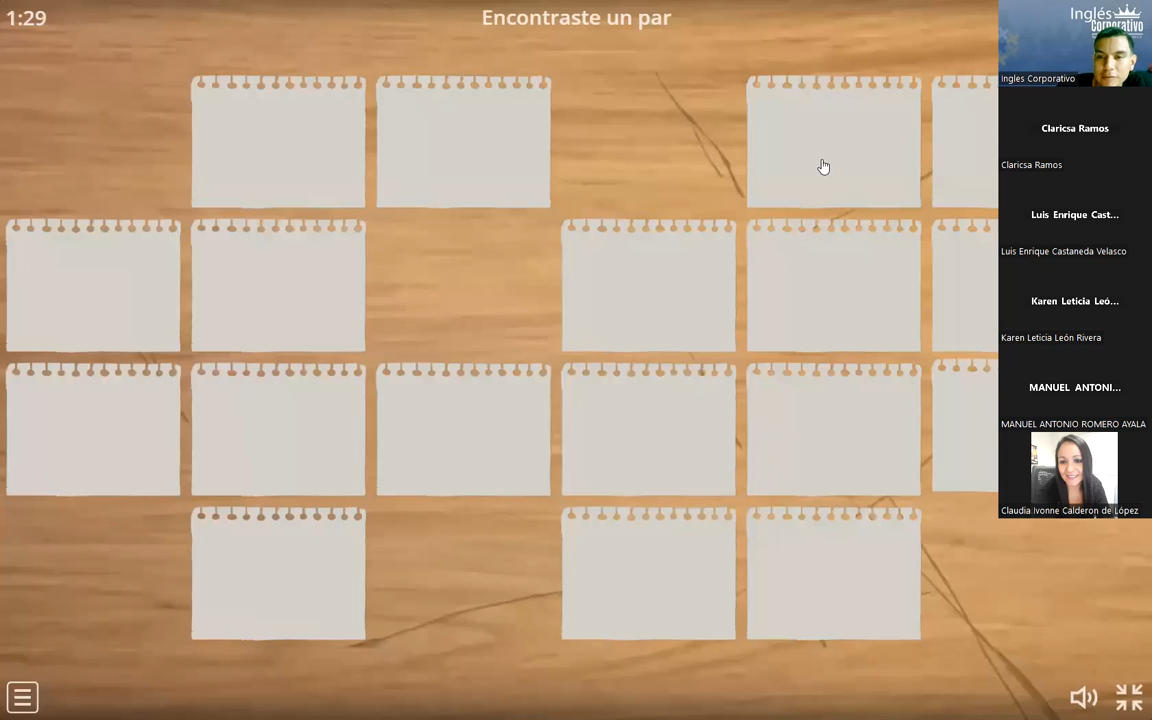 1:29
Encontraste un par
Inglés
Corporativo
Ingles Corporativo
Claricsa Ramos
Claricsa Ramos
Luis Enrique Cast...
Luis Enrique Castaneda Velasco
Karen Leticia Leó...
Karen Leticia León Rivera
MANUEL ANTONI...
MANUEL ANTONIO ROMERO AYALA
Claudia Ivonne Calderon de López